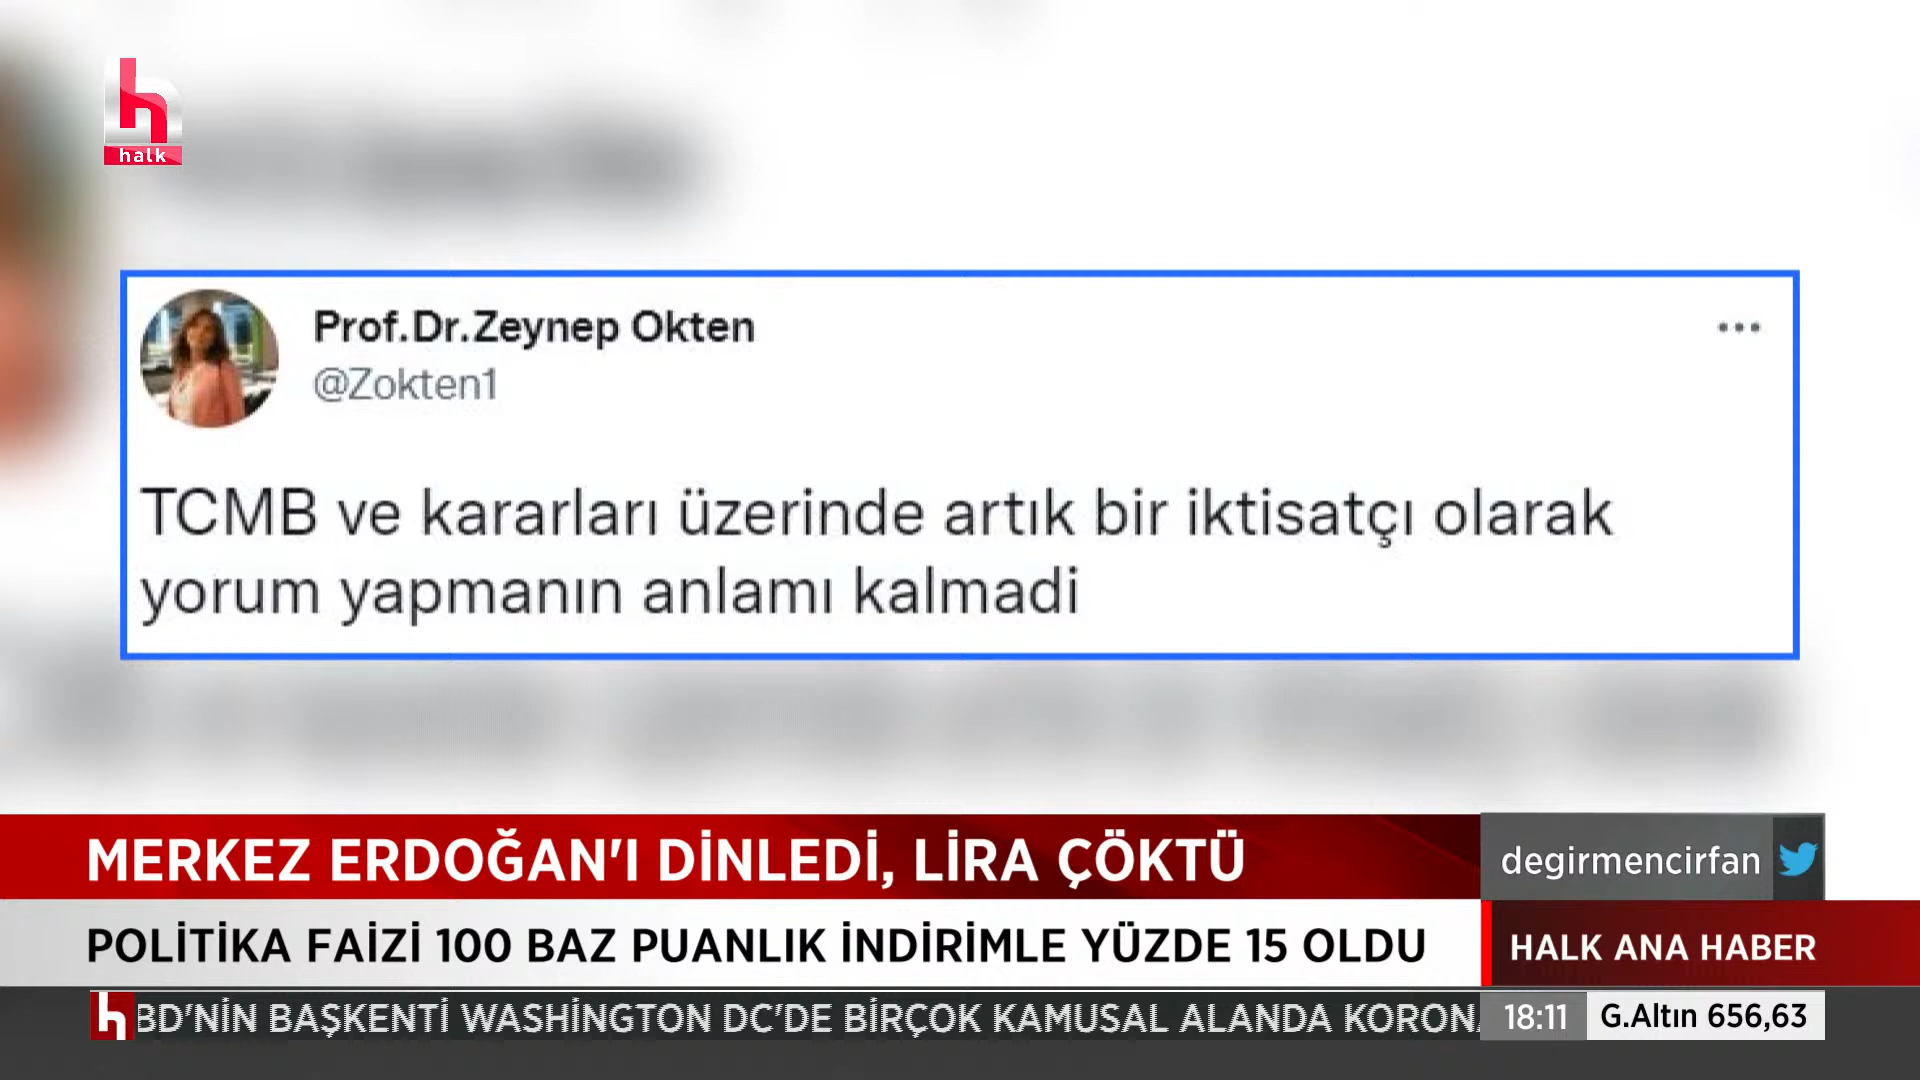 halk
Prof.Dr.Zeynep Okten
@Zokten1
TCMB ve kararları üzerinde artık bir iktisatçı olarak
yorum yapmanın anlamı kalmadi
MERKEZ ERDOĞAN'I DİNLEDİ, LİRA ÇÖKTÜ
degirmencirfan
POLİTİKA FAİZİ 100 BAZ PUANLIK İNDİRİMLE YÜZDE 15 OLDU
HALK ANA HABER
BD'NİN BAŞKENTİ WASHİNGTON DC'DE BİRÇOK KAMUSAL ALANDA KORON
18:11
G.Altın 656,63